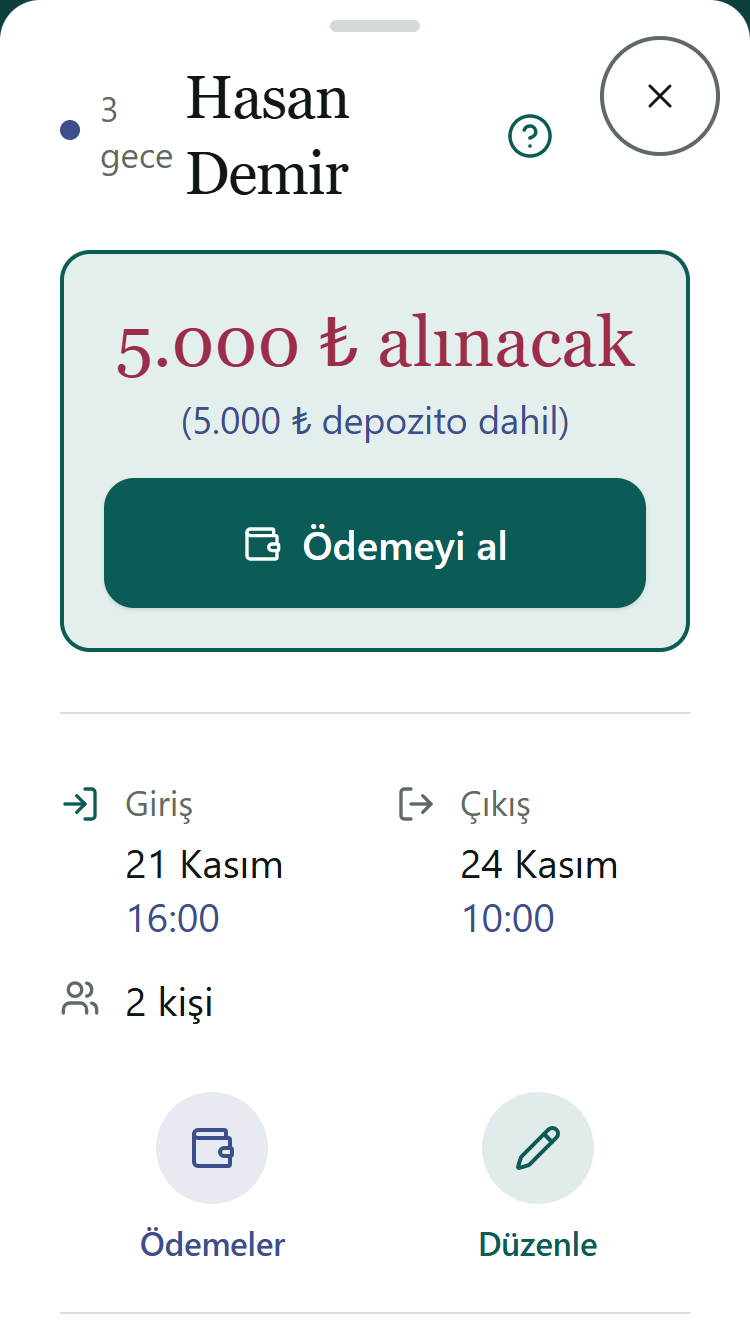 3
gece
Hasan
Demir
5.000 ₺ alınacak
(5.000 ₺ depozito dahil)
Ödemeyi al
Giriş
21 Kasım
16:00
Çıkış
24 Kasım
10:00
2 kişi
Ödemeler
Düzenle